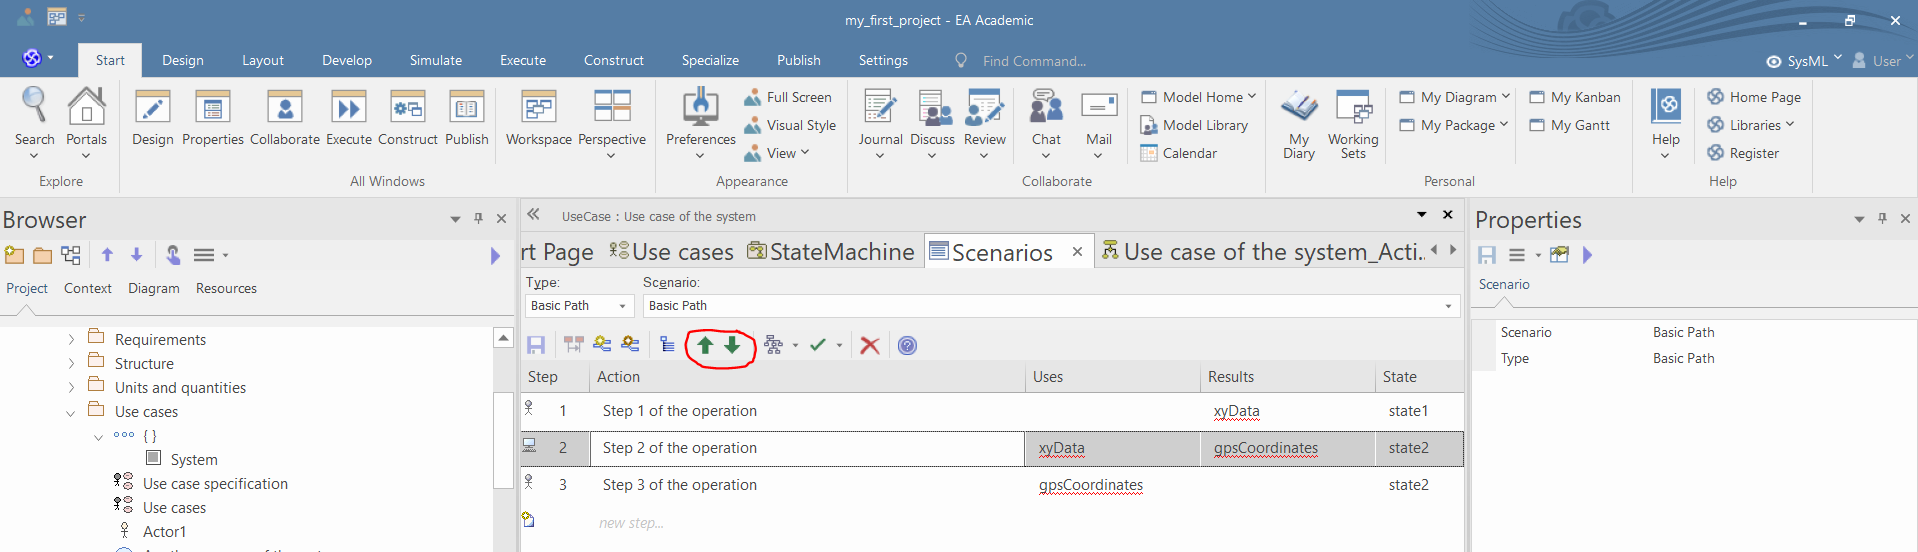 my_first_project - EA Academic
Start Design Layout Develop Simulate Execute Construct Specialize Publish Settings Find Command... SysML User
Search Portals Design Properties Collaborate Execute Construct Publish Workspace Perspective Preferences Full Screen Visual Style View Journal Discuss Review Chat Mail Model Home Model Library Calendar My Diary Working Sets My Diagram My Package My Kanban My Gantt Help Home Page Libraries Register
Explore All Windows Appearance Collaborate Personal Help
Browser
Project Context Diagram Resources
Requirements
Structure
Units and quantities
Use cases
{ }
System
Use case specification
Use cases
Actor1
UseCase : Use case of the system
rt Page Use cases StateMachine Scenarios Use case of the system_Acti..
Type: Scenario:
Basic Path Basic Path
Step Action Uses Results State
1 Step 1 of the operation xyData state1
2 Step 2 of the operation xyData gpsCoordinates state2
3 Step 3 of the operation gpsCoordinates state2
new step...
Properties
Scenario
Scenario Basic Path
Type Basic Path